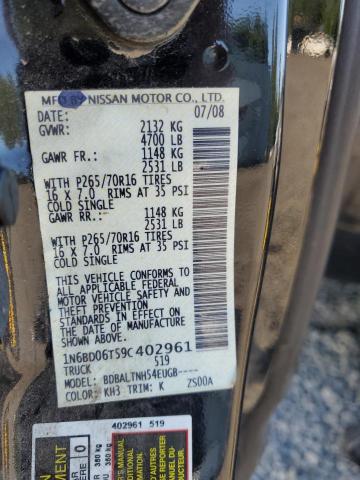 MFD BY NISSAN MOTOR CO., LTD.
DATE: 07/08
GVWR: 2132 KG
4700 LB
GAWR FR.: 1148 KG
2531 LB
WITH P265/70R16 TIRES
16 X 7.0 RIMS AT 35 PSI
COLD SINGLE
GAWR RR.: 1148 KG
2531 LB
WITH P265/70R16 TIRES
16 X 7.0 RIMS AT 35 PSI
COLD SINGLE
THIS VEHICLE CONFORMS TO
ALL APPLICABLE FEDERAL
MOTOR VEHICLE SAFETY
AND THEFT PREVENTION
STANDARDS IN EFFECT ON
THE DATE OF MANUFACTURE
SHOWN ABOVE.
1N6BD06T59C402961
TRUCK 519
MODEL: BDBALTNH54EUGB-----
COLOR: KH3 TRIM: K ZS00A
402961 519